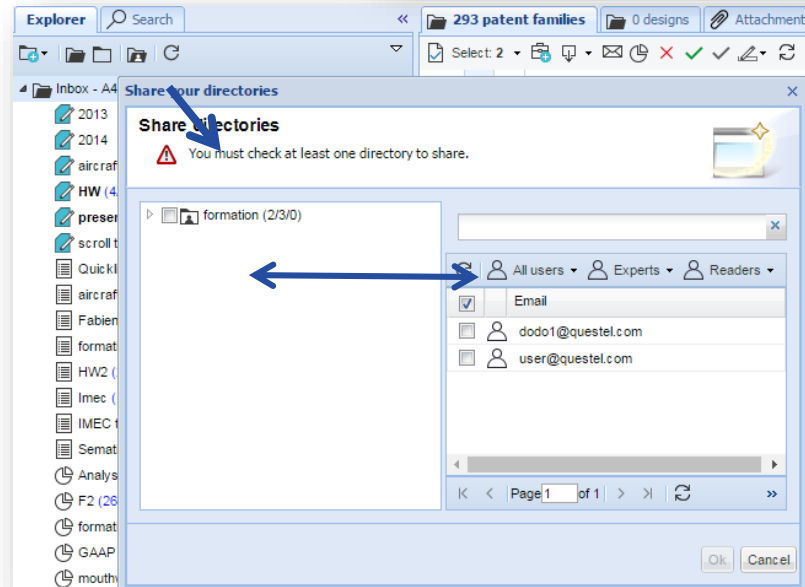 Explorer Search « 293 patent families 0 designs Attachment
Select: 2
Inbox - A4
2013
2014
aircraf
HW (4
preser
scroll t
Quickl
aircraf
Fabien
format
HW2 (
Imec (
IMEC f
Semat
Analys
F2 (26
format
GAAP
mouthw
Share your directories
Share directories
You must check at least one directory to share.
formation (2/3/0)
All users Experts Readers
Email
dodo1@questel.com
user@questel.com
Page 1 of 1 »
Ok Cancel